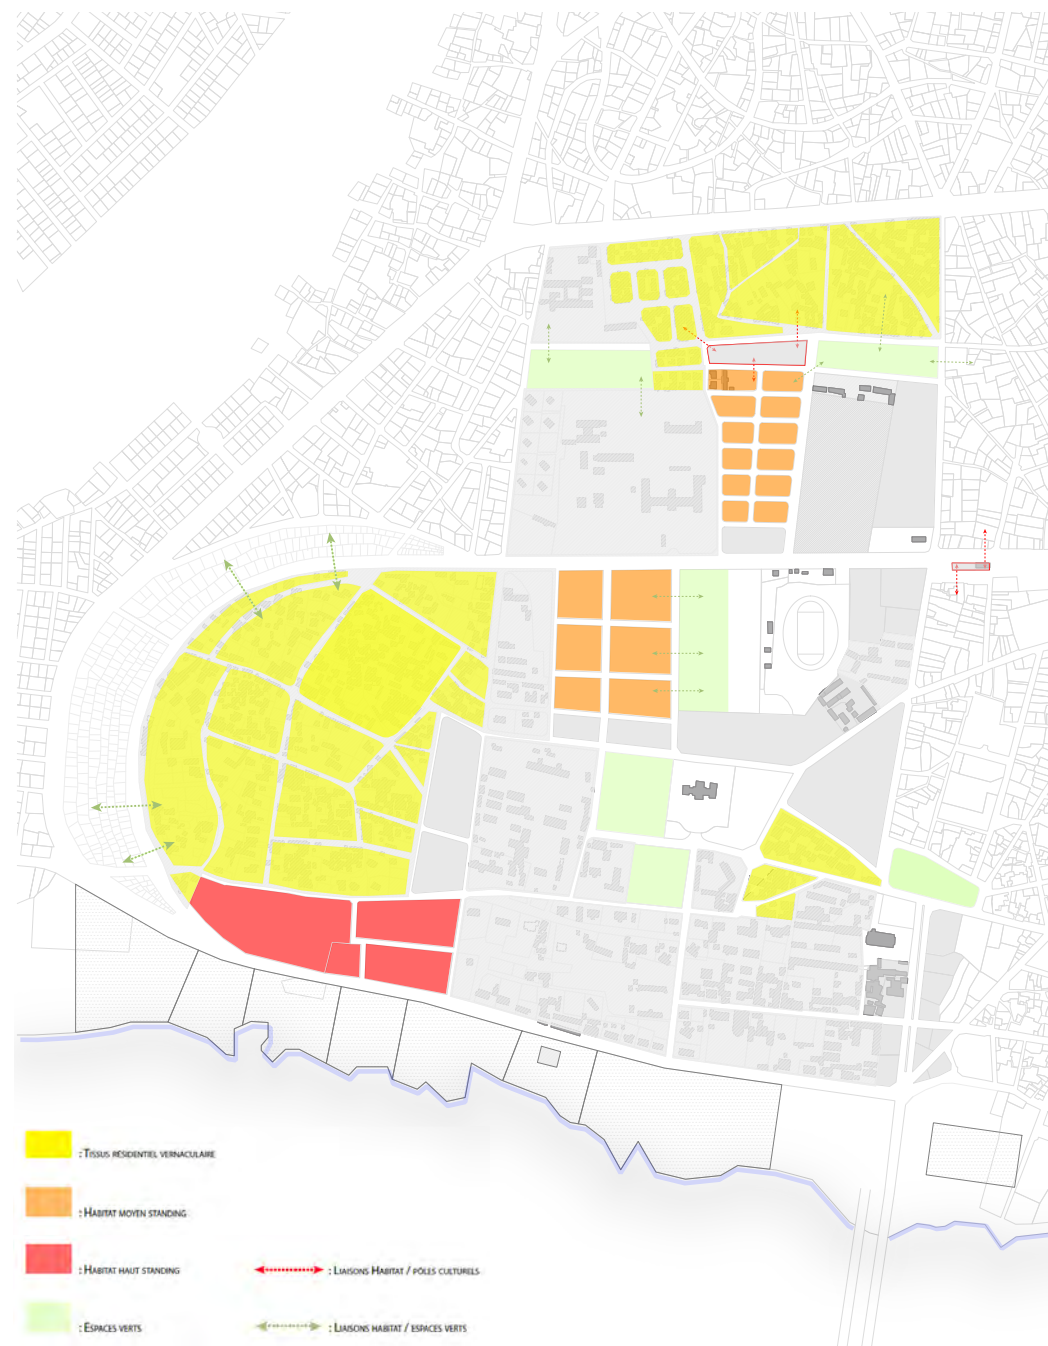 : Tissus résidentiel vernaculaire
: Habitat moyen standing
: Habitat haut standing
: Liaisons Habitat / pôles culturels
: Espaces verts
: Liaisons habitat / espaces verts